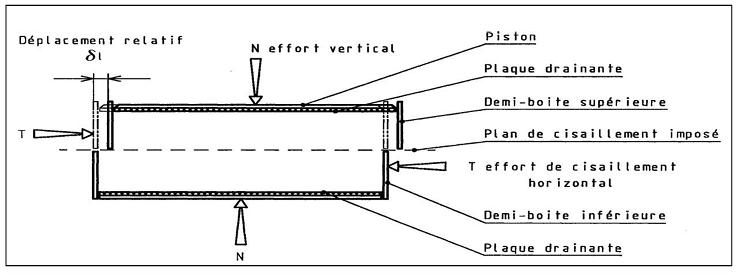 Déplacement relatif
δl
N effort vertical
Piston
Plaque drainante
Demi-boite supérieure
T
Plan de cisaillement imposé
T effort de cisaillement
horizontal
Demi-boite inférieure
Plaque drainante
N